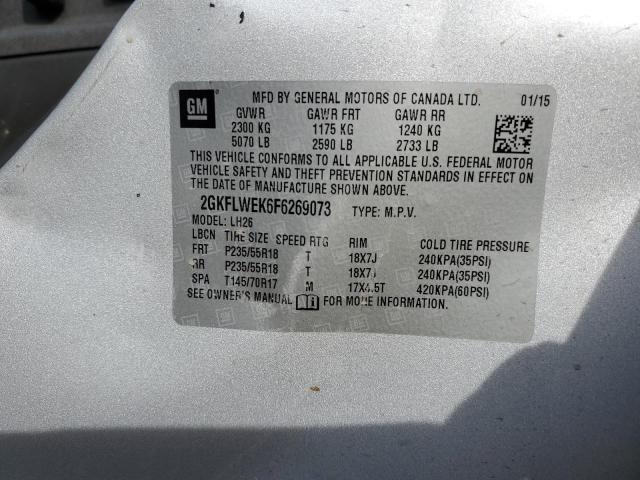 GM
MFD BY GENERAL MOTORS OF CANADA LTD. 01/15
GVWR GAWR FRT GAWR RR
2300 KG 1175 KG 1240 KG
5070 LB 2590 LB 2733 LB
THIS VEHICLE CONFORMS TO ALL APPLICABLE U.S. FEDERAL MOTOR
VEHICLE SAFETY AND THEFT PREVENTION STANDARDS IN EFFECT ON THE
DATE OF MANUFACTURE SHOWN ABOVE.
2GKFLWEK6F6269073 TYPE: M.P.V.
MODEL: LH26
LBCN TIRE SIZE SPEED RTG RIM COLD TIRE PRESSURE
FRT P235/55R18 T 18X7J 240KPA(35PSI)
RR P235/55R18 T 18X7J 240KPA(35PSI)
SPA T145/70R17 M 17X4.5T 420KPA(60PSI)
SEE OWNER'S MANUAL FOR MORE INFORMATION.